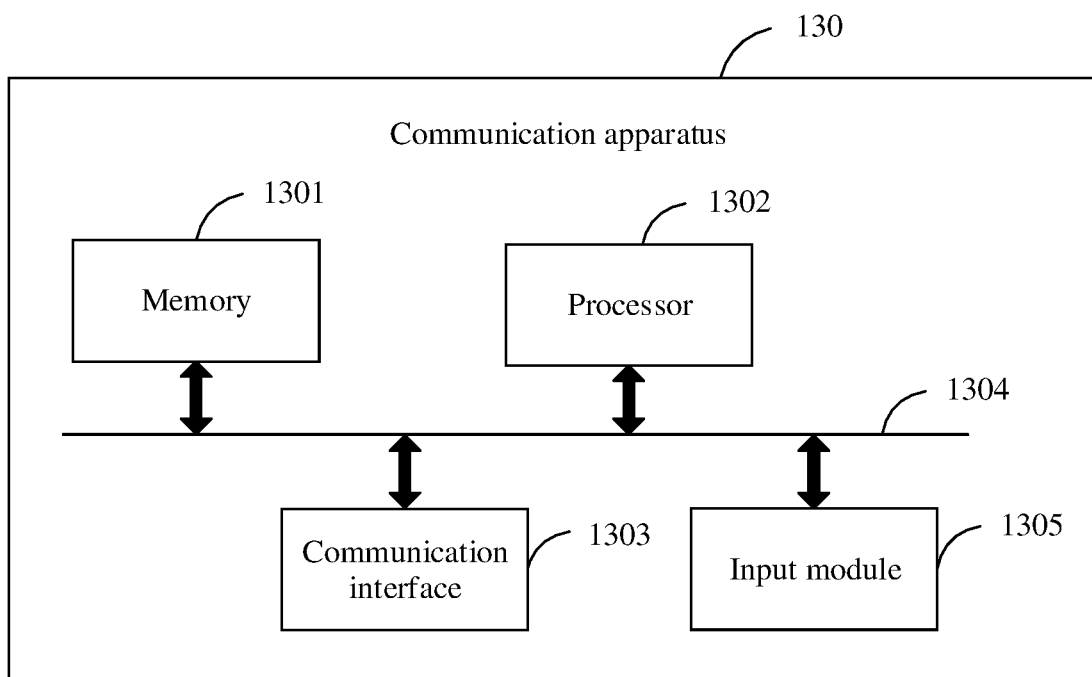 130
Communication apparatus
1301
1302
Memory
Processor
1304
1303
1305
Communication
interface
Input module